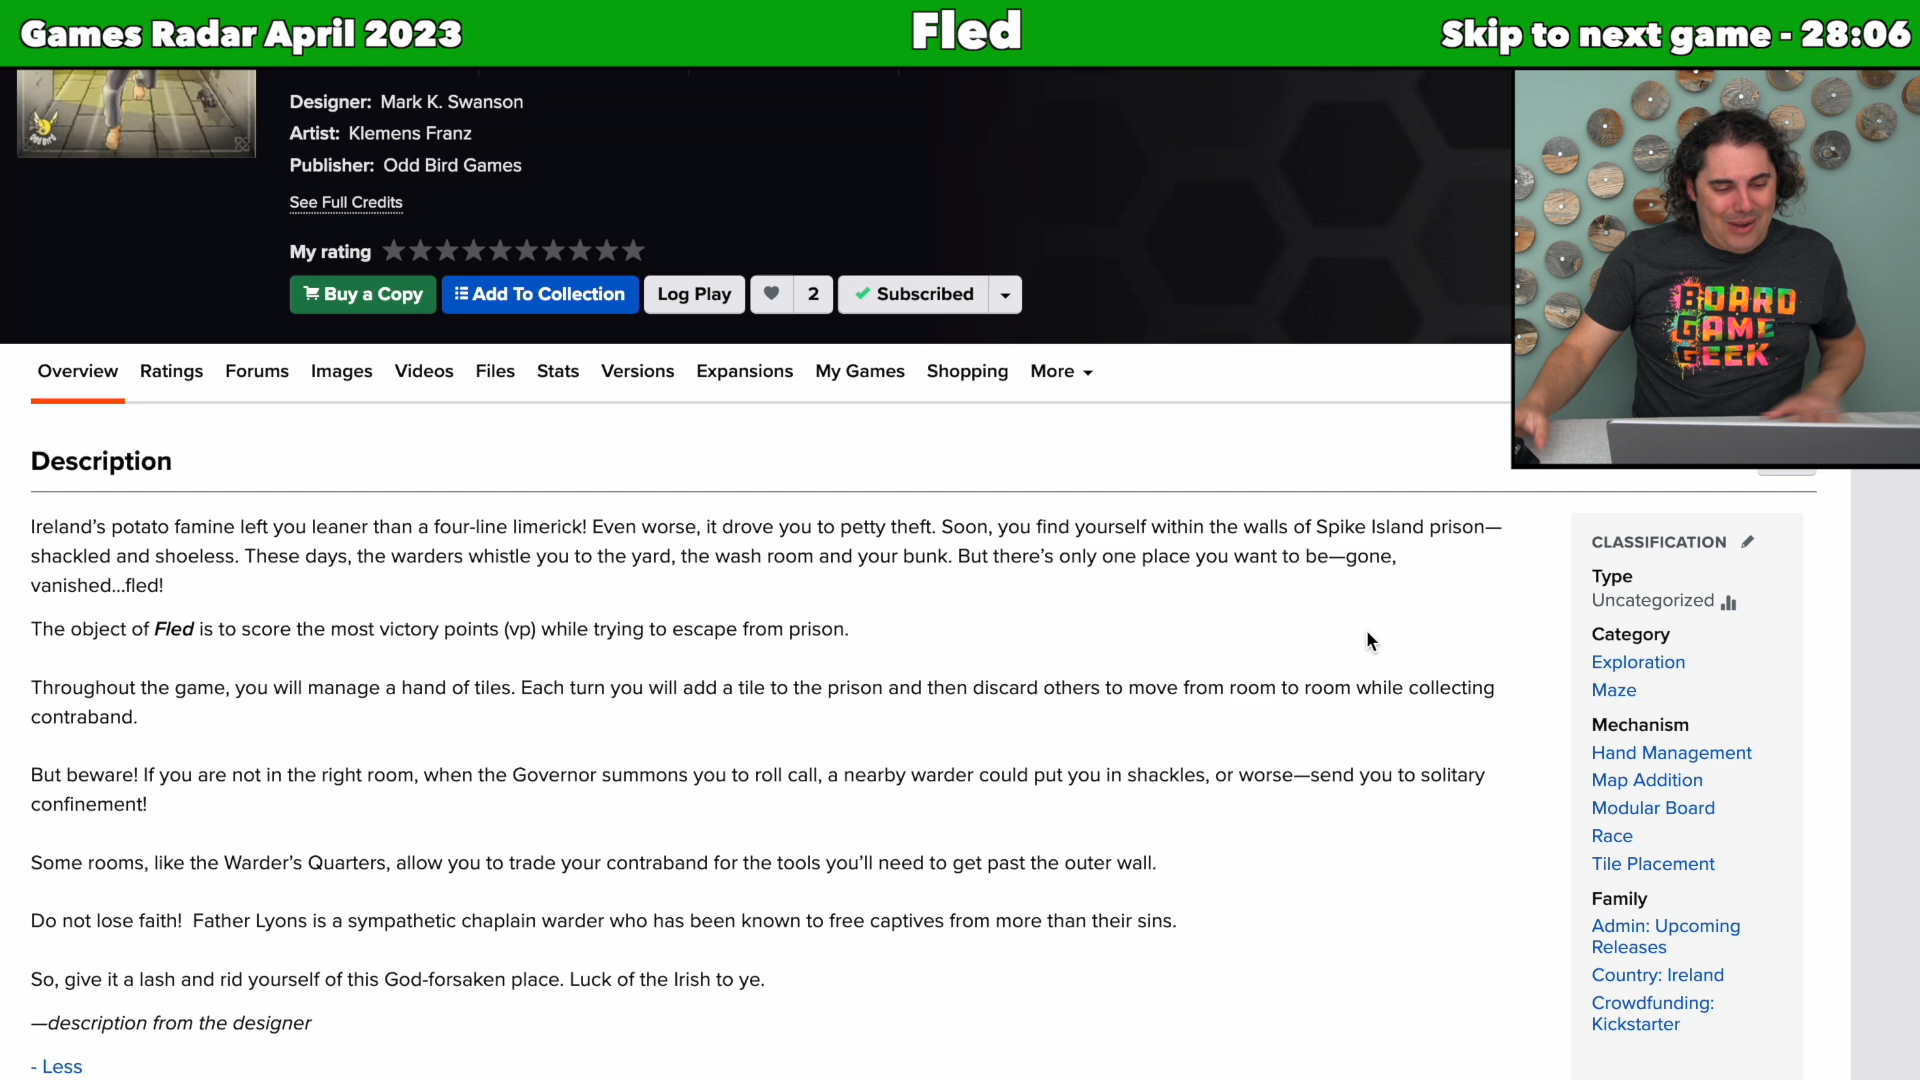 Games Radar April 2023
Fled
Skip to next game - 28:06
Designer: Mark K. Swanson
Artist: Klemens Franz
Publisher: Odd Bird Games
See Full Credits
My rating
Buy a Copy
Add To Collection
Log Play
2
Subscribed
BOARD
GAME
GEEK
Overview
Ratings
Forums
Images
Videos
Files
Stats
Versions
Expansions
My Games
Shopping
More
Description
Ireland's potato famine left you leaner than a four-line limerick! Even worse, it drove you to petty theft. Soon, you find yourself within the walls of Spike Island prison—
shackled and shoeless. These days, the warders whistle you to the yard, the wash room and your bunk. But there's only one place you want to be—gone,
vanished...fled!
The object of Fled is to score the most victory points (vp) while trying to escape from prison.
Throughout the game, you will manage a hand of tiles. Each turn you will add a tile to the prison and then discard others to move from room to room while collecting
contraband.
But beware! If you are not in the right room, when the Governor summons you to roll call, a nearby warder could put you in shackles, or worse—send you to solitary
confinement!
Some rooms, like the Warder's Quarters, allow you to trade your contraband for the tools you'll need to get past the outer wall.
Do not lose faith!  Father Lyons is a sympathetic chaplain warder who has been known to free captives from more than their sins.
So, give it a lash and rid yourself of this God-forsaken place. Luck of the Irish to ye.
—description from the designer
- Less
CLASSIFICATION
Type
Uncategorized
Category
Exploration
Maze
Mechanism
Hand Management
Map Addition
Modular Board
Race
Tile Placement
Family
Admin: Upcoming
Releases
Country: Ireland
Crowdfunding:
Kickstarter